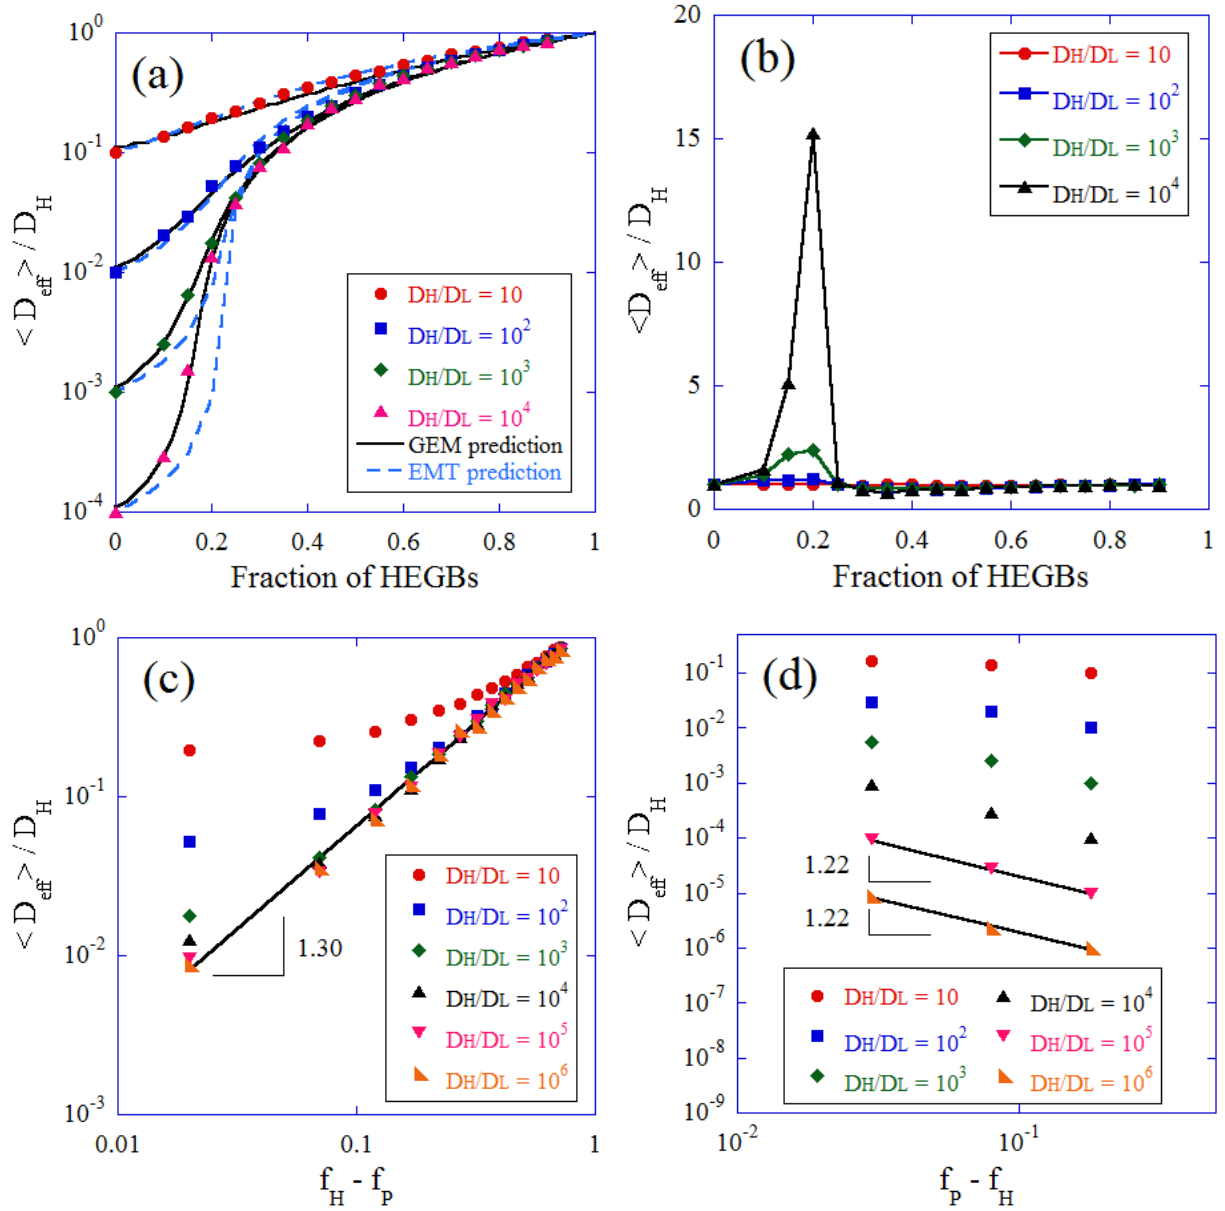 (a)
<D_eff> / D_H
10^0
10^-1
10^-2
10^-3
10^-4
DH/DL = 10
DH/DL = 10^2
DH/DL = 10^3
DH/DL = 10^4
GEM prediction
EMT prediction
0 0.2 0.4 0.6 0.8 1
Fraction of HEGBs
(b)
<D_eff> / D_H
20
15
10
5
0
DH/DL = 10
DH/DL = 10^2
DH/DL = 10^3
DH/DL = 10^4
0 0.2 0.4 0.6 0.8 1
Fraction of HEGBs
(c)
<D_eff> / D_H
10^0
10^-1
10^-2
10^-3
1.30
DH/DL = 10
DH/DL = 10^2
DH/DL = 10^3
DH/DL = 10^4
DH/DL = 10^5
DH/DL = 10^6
0.01 0.1 1
f_H - f_P
(d)
<D_eff> / D_H
10^-1
10^-2
10^-3
10^-4
10^-5
10^-6
10^-7
10^-8
10^-9
1.22
1.22
DH/DL = 10
DH/DL = 10^2
DH/DL = 10^3
DH/DL = 10^4
DH/DL = 10^5
DH/DL = 10^6
10^-2 10^-1
f_P - f_H